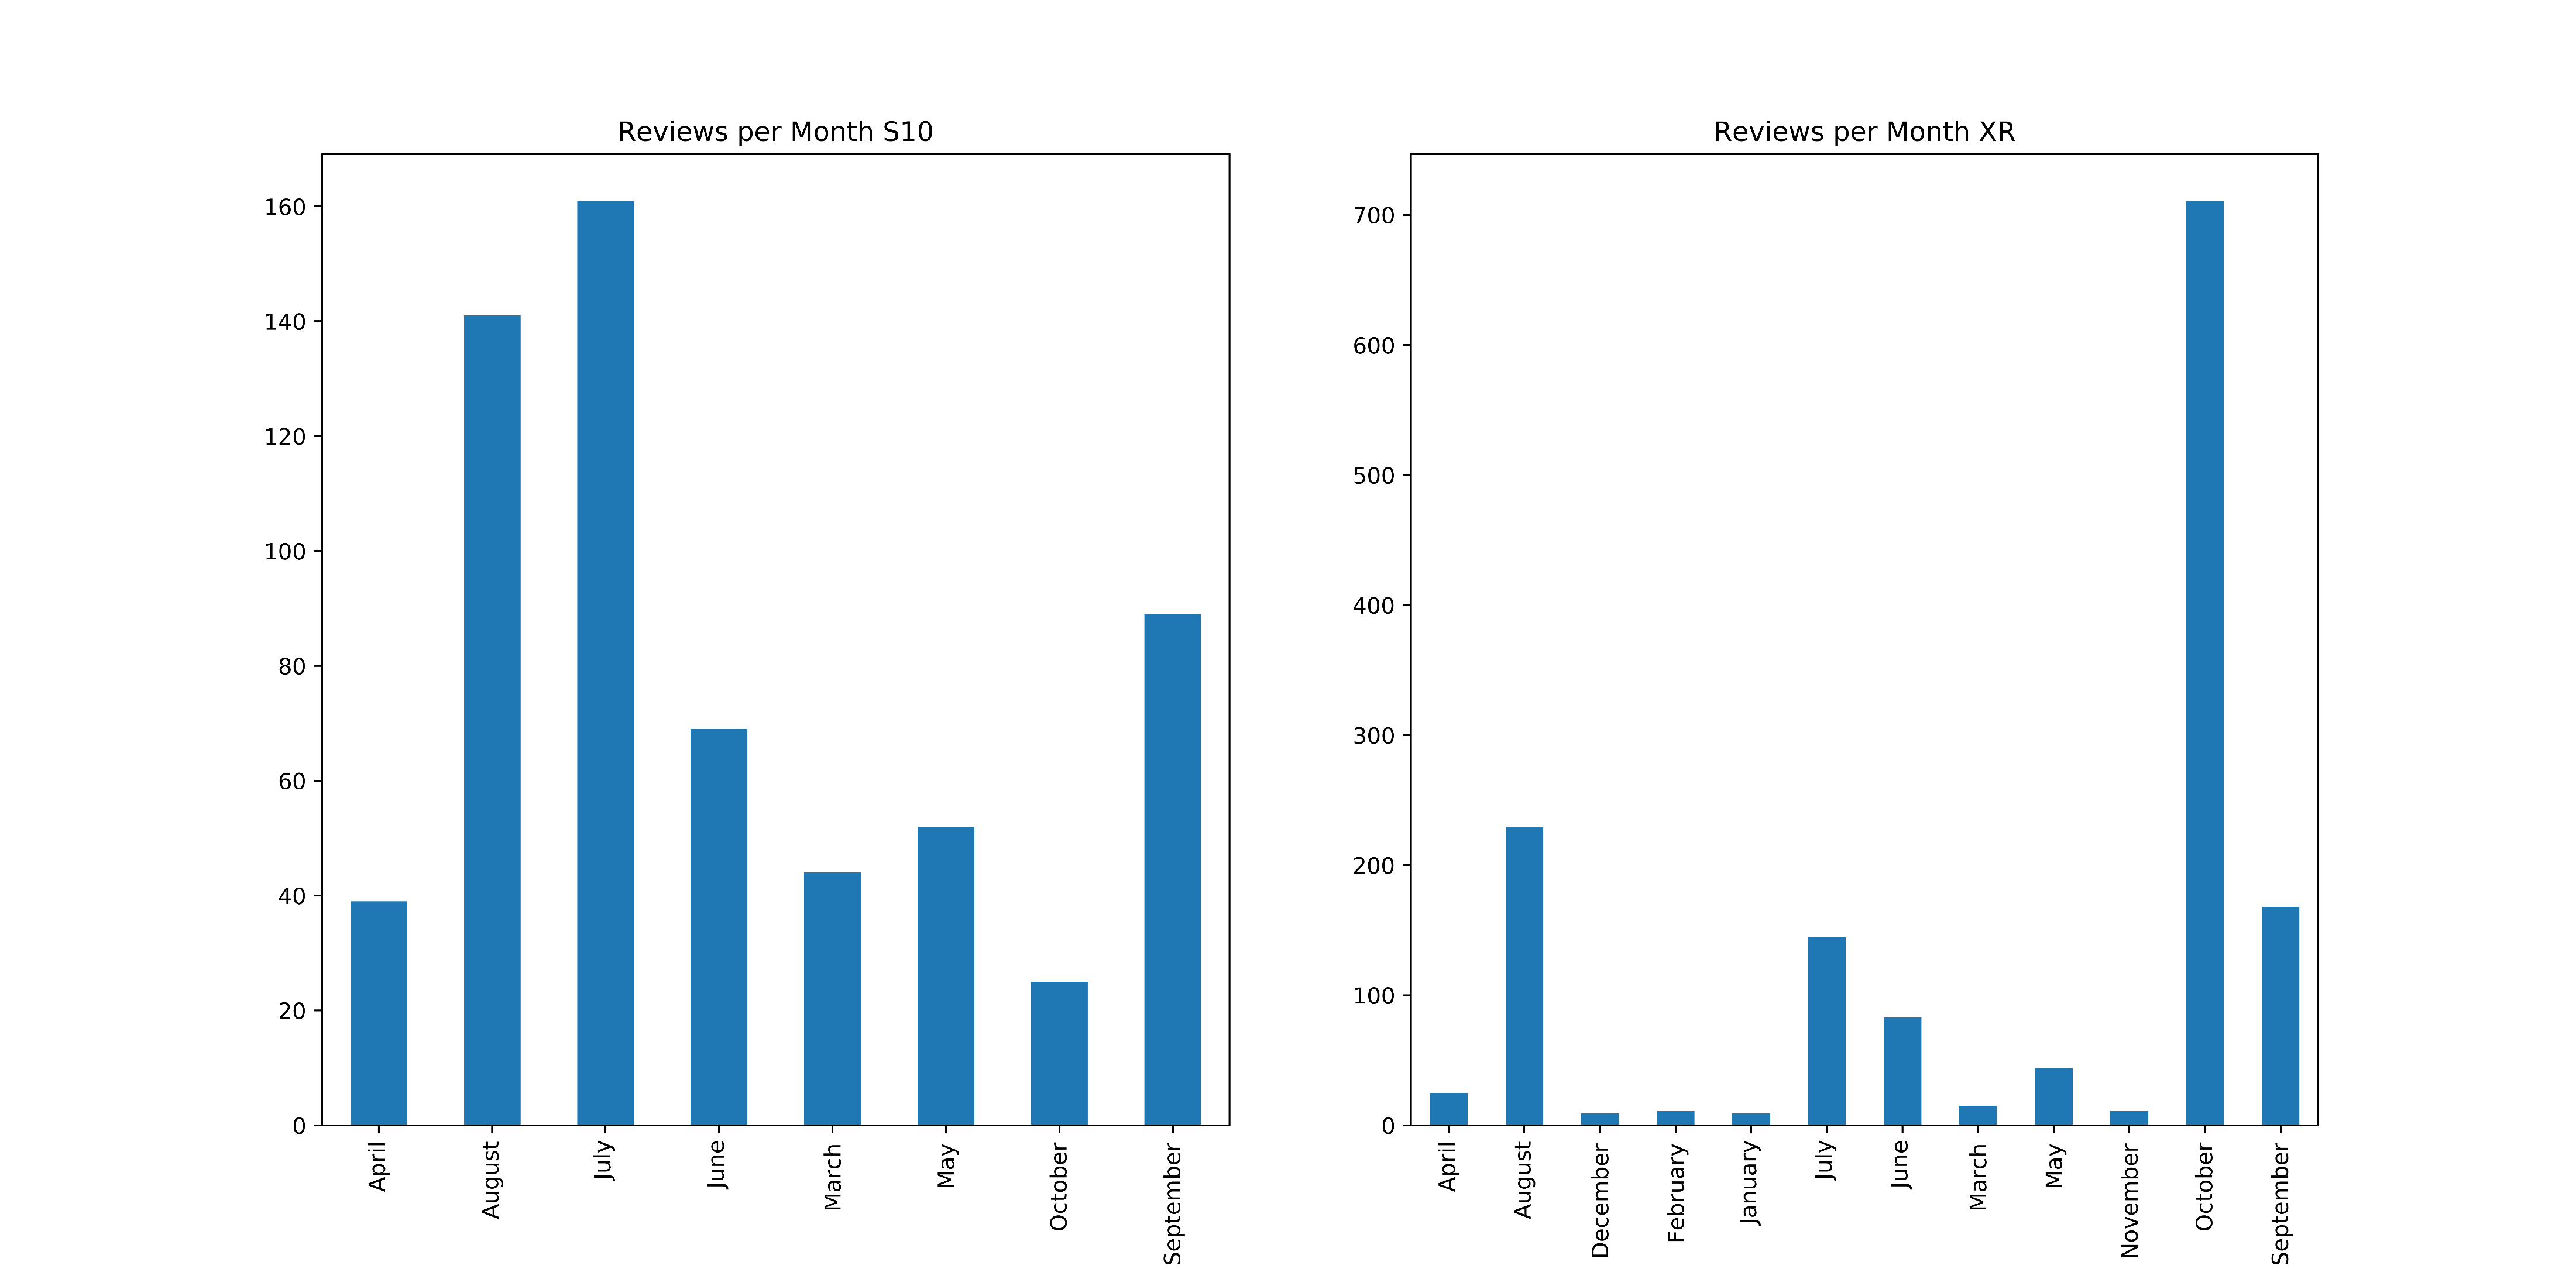 Reviews per Month S10
160
140
120
100
80
60
40
20
0
April
August
July
June
March
May
October
September
Reviews per Month XR
700
600
500
400
300
200
100
0
April
August
December
February
January
July
June
March
May
November
October
September